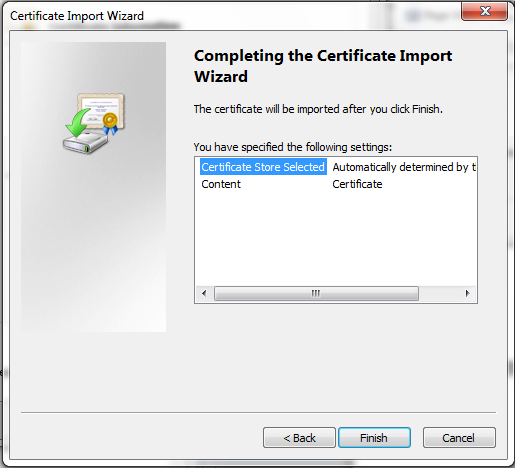 Certificate Import Wizard
Completing the Certificate Import
Wizard
The certificate will be imported after you click Finish.
You have specified the following settings:
Certificate Store Selected Automatically determined by t
Content Certificate
< Back Finish Cancel